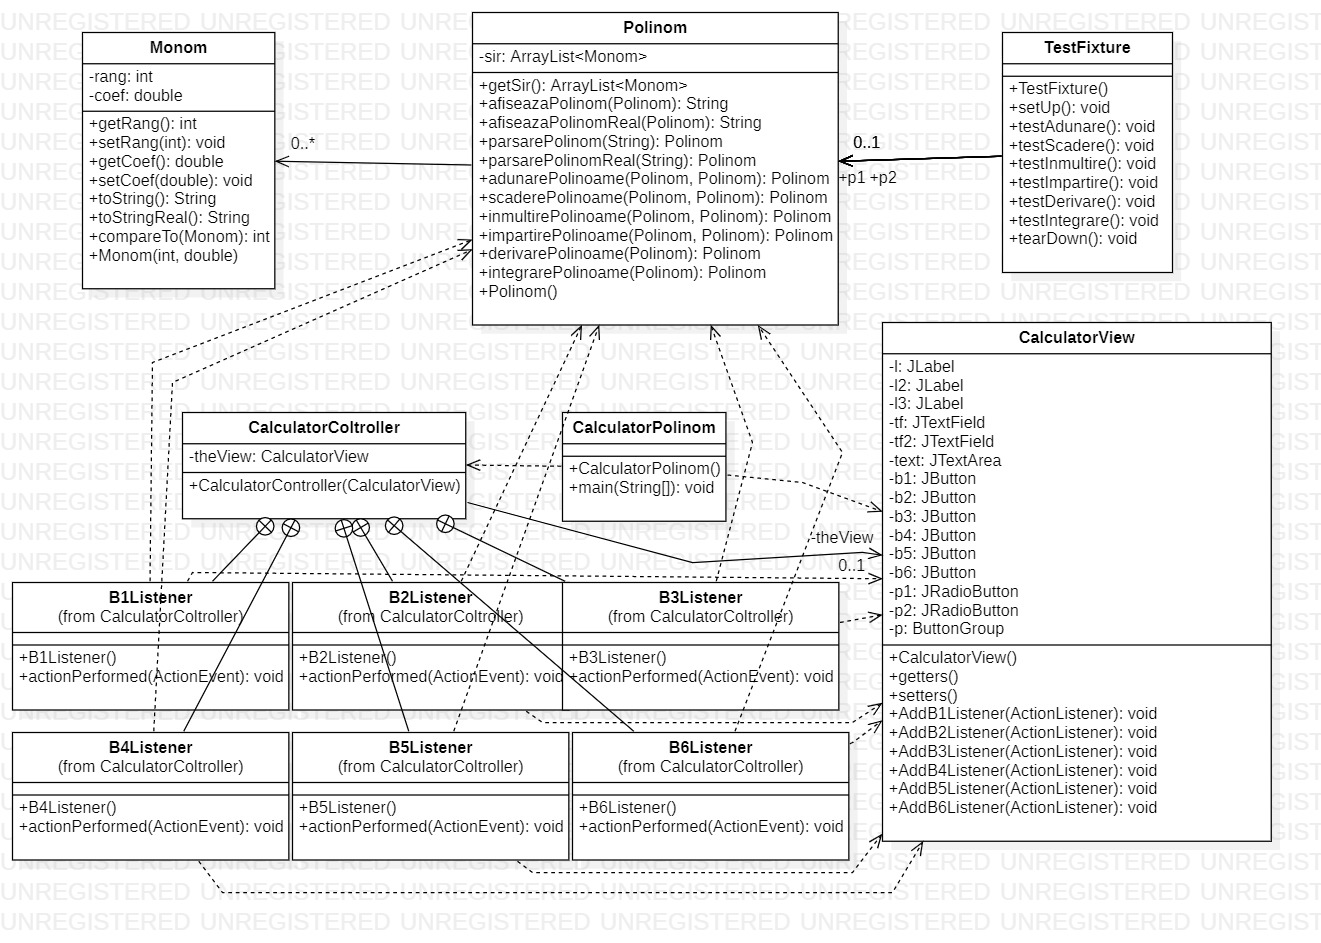 Monom
-rang: int
-coef: double
+getRang(): int
+setRang(int): void
+getCoef(): double
+setCoef(double): void
+toString(): String
+toStringReal(): String
+compareTo(Monom): int
+Monom(int, double)
0..*
Polinom
-sir: ArrayList<Monom>
+getSir(): ArrayList<Monom>
+afiseazaPolinom(Polinom): String
+afiseazaPolinomReal(Polinom): String
+parsarePolinom(String): Polinom
+parsarePolinomReal(String): Polinom
+adunarePolinoame(Polinom, Polinom): Polinom
+scaderePolinoame(Polinom, Polinom): Polinom
+inmultirePolinoame(Polinom, Polinom): Polinom
+impartirePolinoame(Polinom, Polinom): Polinom
+derivarePolinoame(Polinom): Polinom
+integrarePolinoame(Polinom): Polinom
+Polinom()
0..1
+p1 +p2
TestFixture
+TestFixture()
+setUp(): void
+testAdunare(): void
+testScadere(): void
+testInmultire(): void
+testImpartire(): void
+testDerivare(): void
+testIntegrare(): void
+tearDown(): void
CalculatorColtroller
-theView: CalculatorView
+CalculatorController(CalculatorView)
CalculatorPolinom
+CalculatorPolinom()
+main(String[]): void
-theView
0..1
CalculatorView
-l: JLabel
-l2: JLabel
-l3: JLabel
-tf: JTextField
-tf2: JTextField
-text: JTextArea
-b1: JButton
-b2: JButton
-b3: JButton
-b4: JButton
-b5: JButton
-b6: JButton
-p1: JRadioButton
-p2: JRadioButton
-p: ButtonGroup
+CalculatorView()
+getters()
+setters()
+AddB1Listener(ActionListener): void
+AddB2Listener(ActionListener): void
+AddB3Listener(ActionListener): void
+AddB4Listener(ActionListener): void
+AddB5Listener(ActionListener): void
+AddB6Listener(ActionListener): void
B1Listener
(from CalculatorColtroller)
+B1Listener()
+actionPerformed(ActionEvent): void
B2Listener
(from CalculatorColtroller)
+B2Listener()
+actionPerformed(ActionEvent): void
B3Listener
(from CalculatorColtroller)
+B3Listener()
+actionPerformed(ActionEvent): void
B4Listener
(from CalculatorColtroller)
+B4Listener()
+actionPerformed(ActionEvent): void
B5Listener
(from CalculatorColtroller)
+B5Listener()
+actionPerformed(ActionEvent): void
B6Listener
(from CalculatorColtroller)
+B6Listener()
+actionPerformed(ActionEvent): void
UNREGISTERED